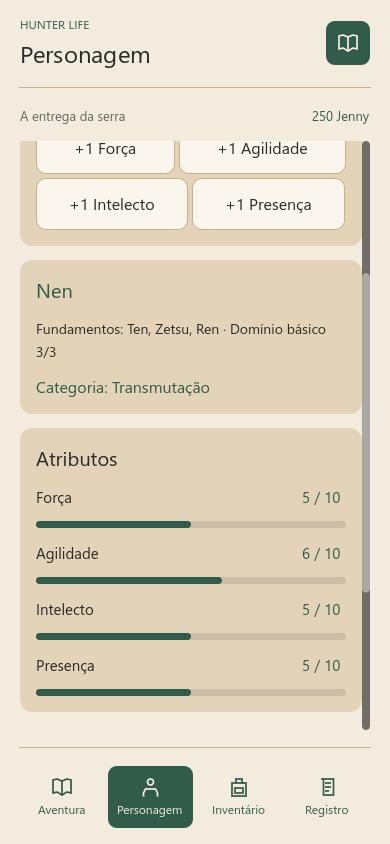 HUNTER LIFE
Personagem
A entrega da serra
250 Jenny
+1 Força
+1 Agilidade
+1 Intelecto
+1 Presença
Nen
Fundamentos: Ten, Zetsu, Ren · Domínio básico
3/3
Categoria: Transmutação
Atributos
Força
5 / 10
Agilidade
6 / 10
Intelecto
5 / 10
Presença
5 / 10
Aventura
Personagem
Inventário
Registro